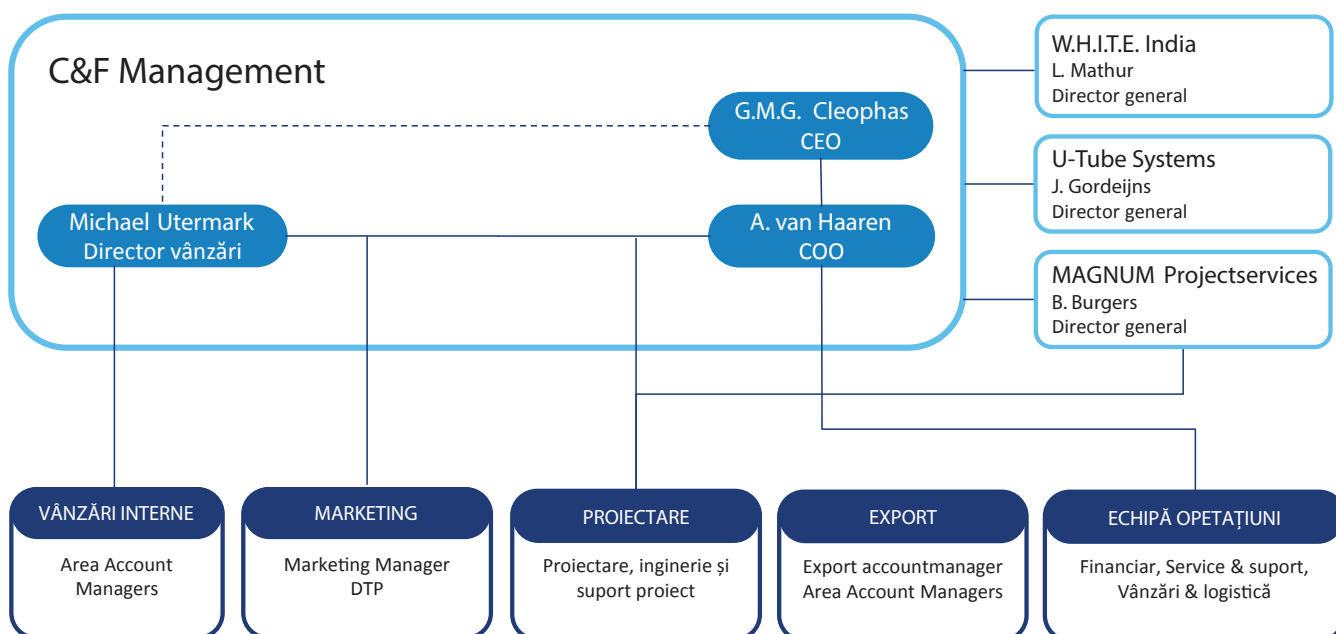 C&F Management
G.M.G. Cleophas
CEO
Michael Utermark
Director vânzări
A. van Haaren
COO
W.H.I.T.E. India
L. Mathur
Director general
U-Tube Systems
J. Gordeijns
Director general
MAGNUM Projectservices
B. Burgers
Director general
VÂNZĂRI INTERNE
Area Account
Managers
MARKETING
Marketing Manager
DTP
PROIECTARE
Proiectare, inginerie și
suport proiect
EXPORT
Export accountmanager
Area Account Managers
ECHIPĂ OPETAȚIUNI
Financiar, Service & suport,
Vânzări & logistică